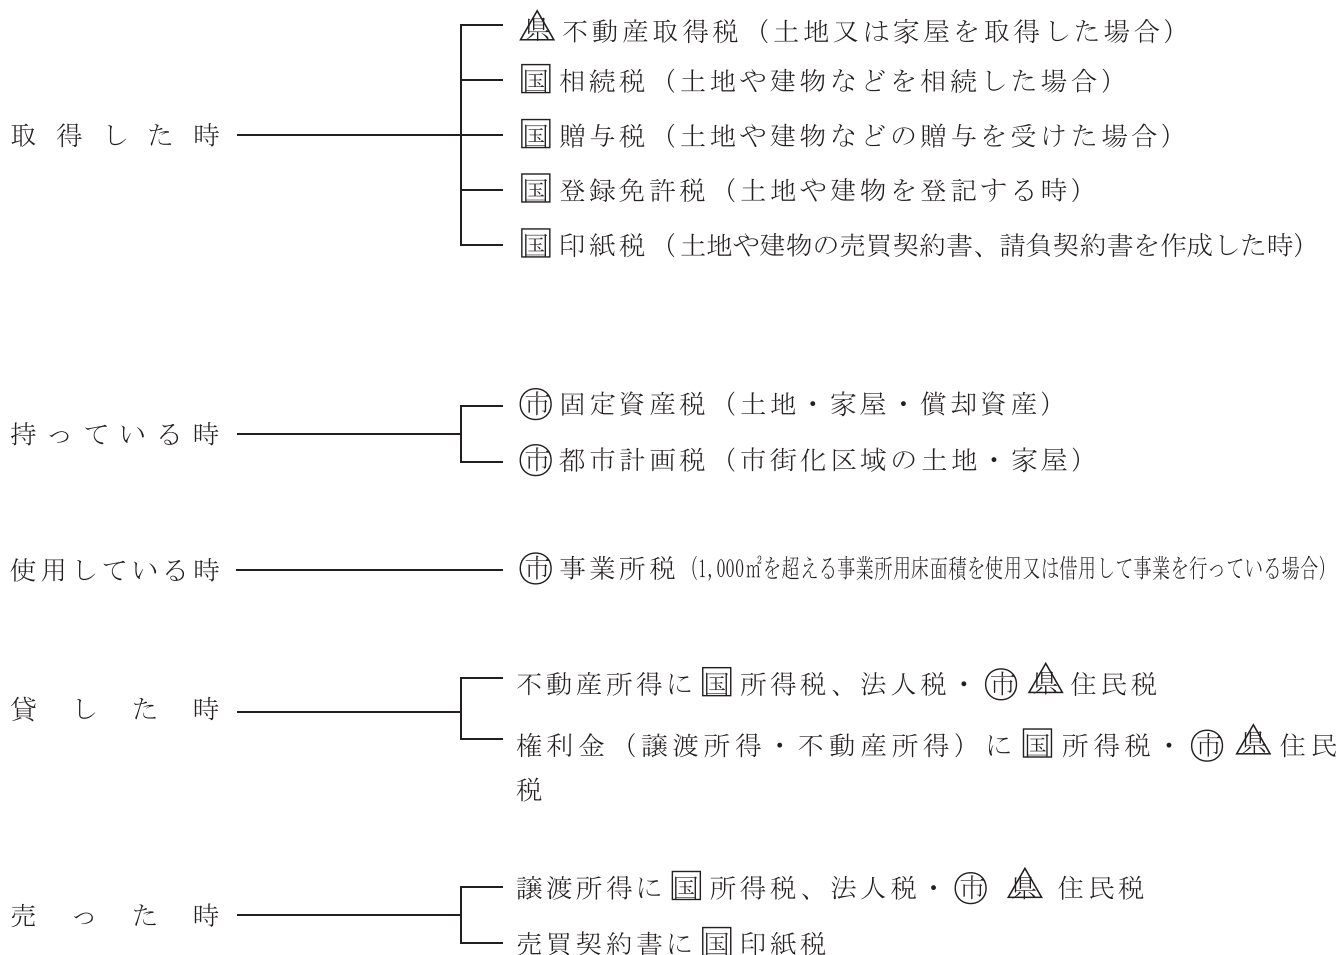 取得した時
県 不動産取得税（土地又は家屋を取得した場合）
国 相続税（土地や建物などを相続した場合）
国 贈与税（土地や建物などの贈与を受けた場合）
国 登録免許税（土地や建物を登記する時）
国 印紙税（土地や建物の売買契約書、請負契約書を作成した時）
持っている時
市 固定資産税（土地・家屋・償却資産）
市 都市計画税（市街化区域の土地・家屋）
使用している時
市 事業所税（1,000㎡を超える事業所用床面積を使用又は借用して事業を行っている場合）
貸した時
不動産所得に 国 所得税、法人税・ 市 県 住民税
権利金（譲渡所得・不動産所得）に 国 所得税・ 市 県 住民
税
売った時
譲渡所得に 国 所得税、法人税・ 市 県 住民税
売買契約書に 国 印紙税